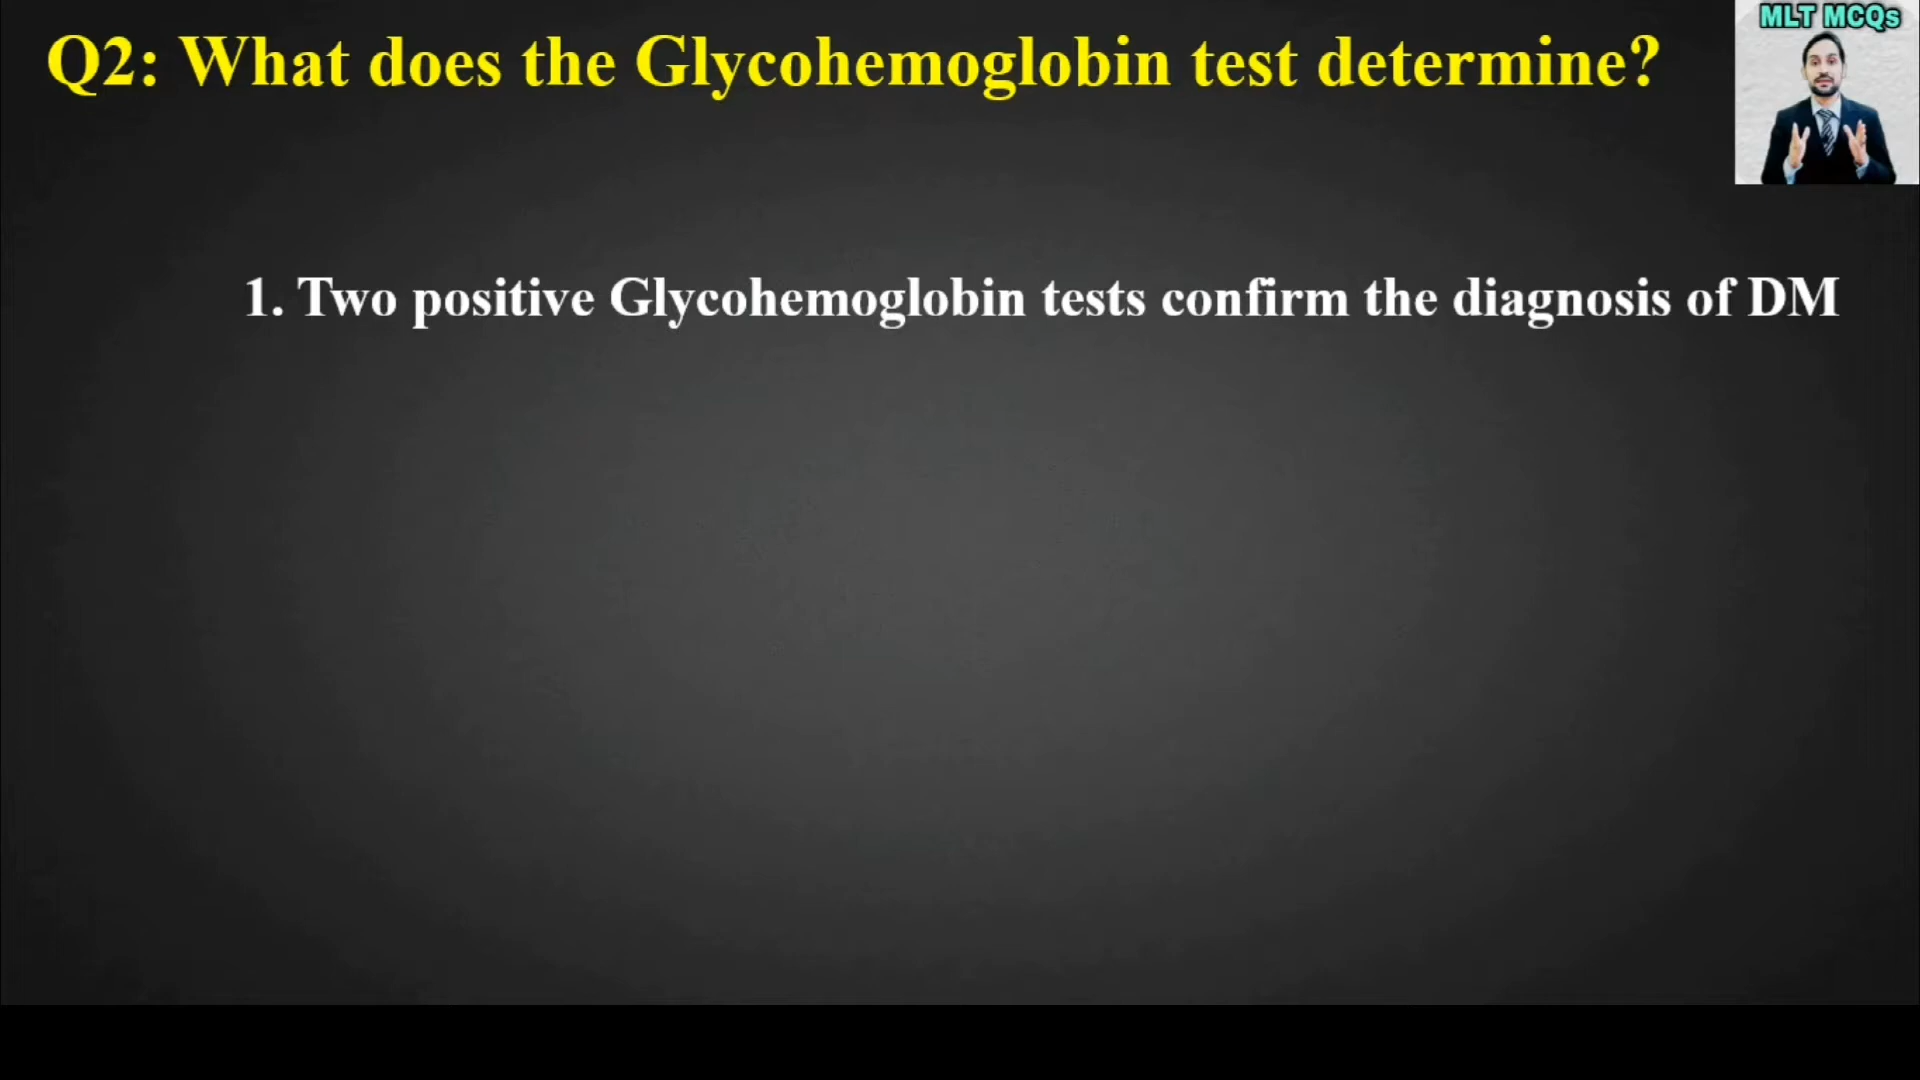 MLT MCQs
Q2: What does the Glycohemoglobin test determine?
1. Two positive Glycohemoglobin tests confirm the diagnosis of DM